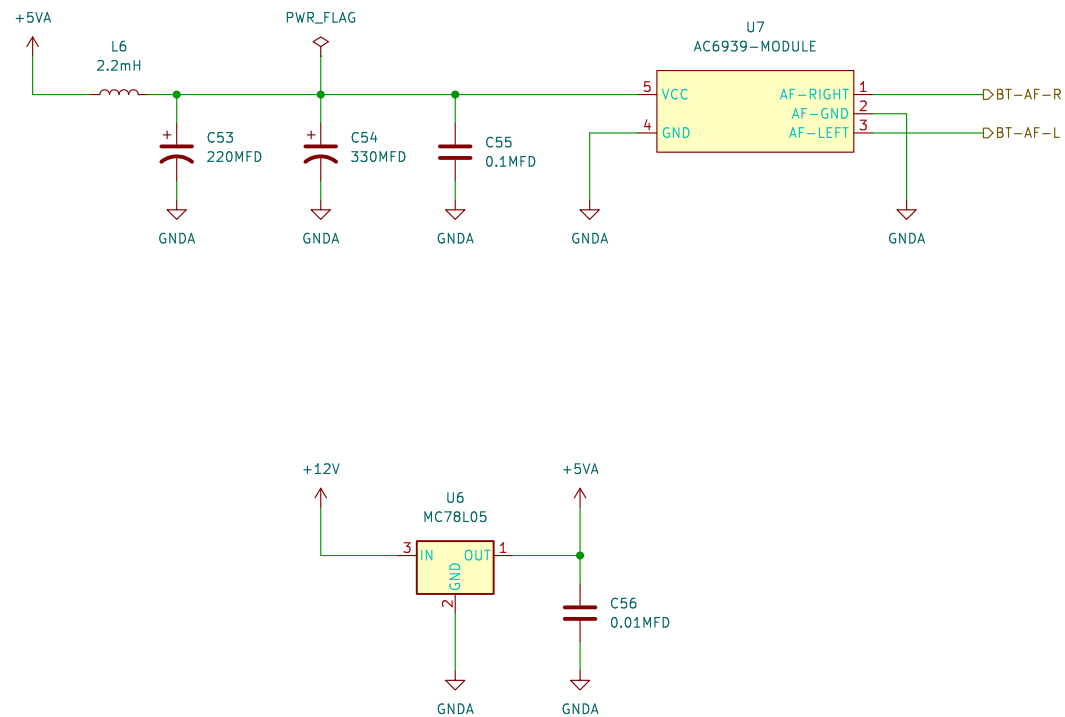 +5VA
PWR_FLAG
U7
AC6939-MODULE
L6
2.2mH
5
VCC
AF-RIGHT
1
BT-AF-R
AF-GND
2
4
GND
AF-LEFT
3
BT-AF-L
+
C53
220MFD
+
C54
330MFD
C55
0.1MFD
GNDA
GNDA
GNDA
GNDA
GNDA
+12V
+5VA
U6
MC78L05
3
IN
OUT
1
GND
2
C56
0.01MFD
GNDA
GNDA